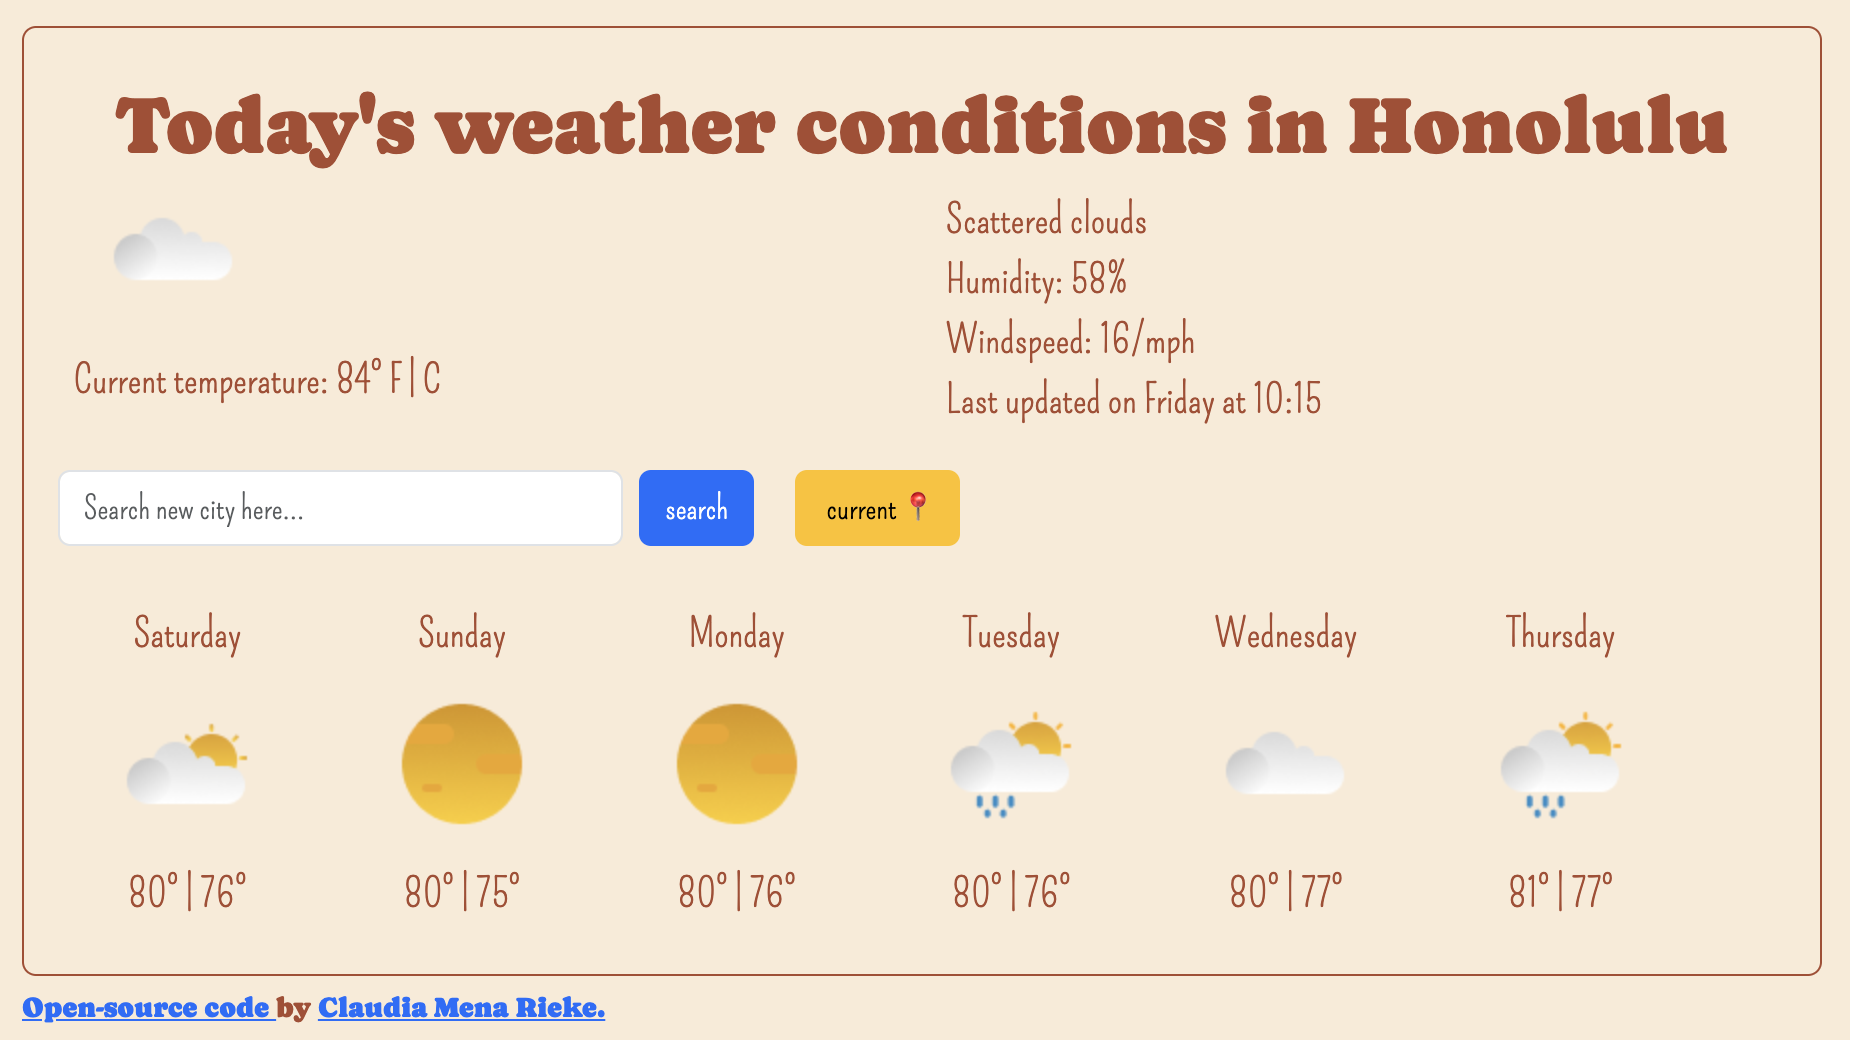 Today's weather conditions in Honolulu
Scattered clouds
Humidity: 58%
Windspeed: 16/mph
Current temperature: 84° F|C
Last updated on Friday at 10:15
Search new city here...
search
current
Saturday
Sunday
Monday
Tuesday
Wednesday
Thursday
80°|76°
80°|75°
80°|76°
80°|76°
80°|77°
81°|77°
Open-source code by Claudia Mena Rieke.